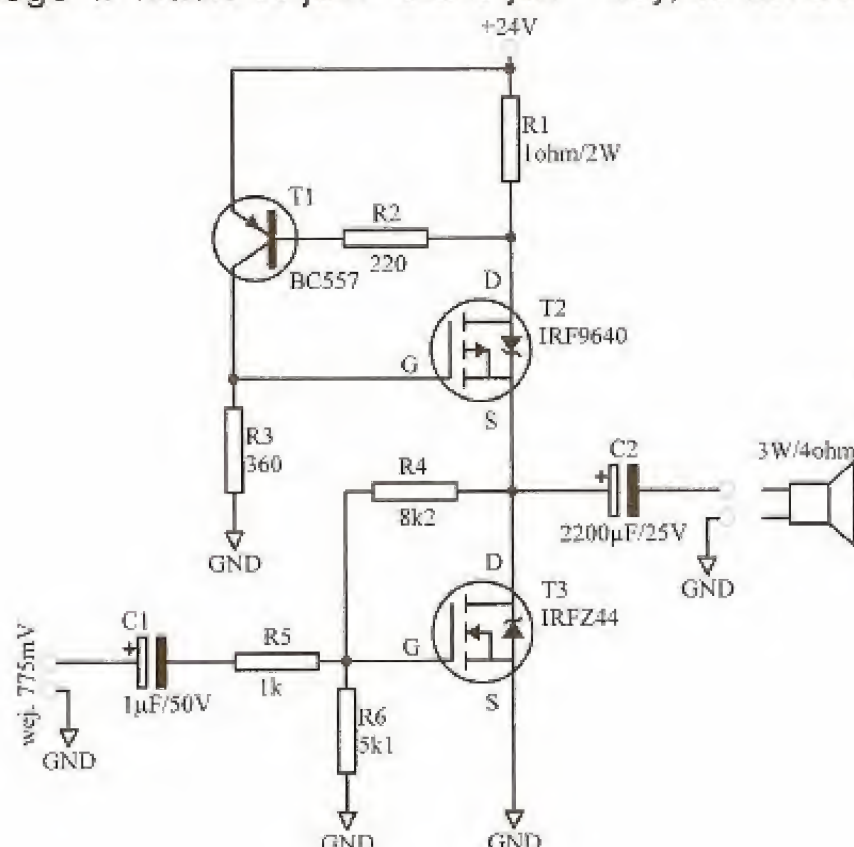 +24V
R1
1ohm/2W
T1
R2
220
BC557
D
T2
IRF9640
G
S
R3
360
R4
8k2
C2
+
2200µF/25V
3W/4ohm
GND
GND
D
T3
IRFZ44
G
S
wej. 775mV
C1
+
1µF/50V
R5
1k
R6
5k1
GND
GND
GND